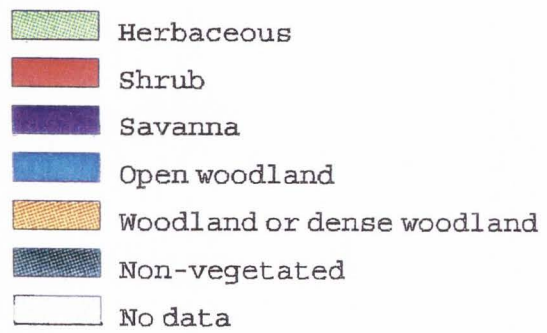 Herbaceous
Shrub
Savanna
Open woodland
Woodland or dense woodland
Non-vegetated
No data